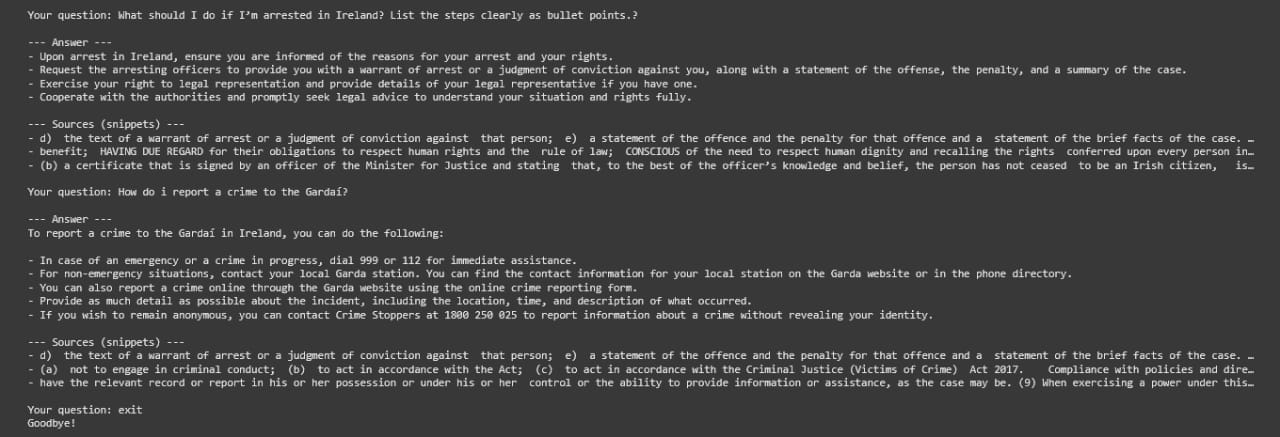 Your question: What should I do if I'm arrested in Ireland? List the steps clearly as bullet points.?
--- Answer ---
- Upon arrest in Ireland, ensure you are informed of the reasons for your arrest and your rights.
- Request the arresting officers to provide you with a warrant of arrest or a judgment of conviction against you, along with a statement of the offense, the penalty, and a summary of the case.
- Exercise your right to legal representation and provide details of your legal representative if you have one.
- Cooperate with the authorities and promptly seek legal advice to understand your situation and rights fully.
--- Sources (snippets) ---
- d)  the text of a warrant of arrest or a judgment of conviction against  that person;  e)  a statement of the offence and the penalty for that offence and a  statement of the brief facts of the case. …
- benefit;  HAVING DUE REGARD for their obligations to respect human rights and the  rule of law;  CONSCIOUS of the need to respect human dignity and recalling the rights  conferred upon every person in…
- (b) a certificate that is signed by an officer of the Minister for Justice and stating  that, to the best of the officer's knowledge and belief, the person has not ceased  to be an Irish citizen,   is…
Your question: How do i report a crime to the Gardaí?
--- Answer ---
To report a crime to the Gardaí in Ireland, you can do the following:
- In case of an emergency or a crime in progress, dial 999 or 112 for immediate assistance.
- For non-emergency situations, contact your local Garda station. You can find the contact information for your local station on the Garda website or in the phone directory.
- You can also report a crime online through the Garda website using the online crime reporting form.
- Provide as much detail as possible about the incident, including the location, time, and description of what occurred.
- If you wish to remain anonymous, you can contact Crime Stoppers at 1800 250 025 to report information about a crime without revealing your identity.
--- Sources (snippets) ---
- d)  the text of a warrant of arrest or a judgment of conviction against  that person;  e)  a statement of the offence and the penalty for that offence and a  statement of the brief facts of the case. …
- (a)  not to engage in criminal conduct;  (b)  to act in accordance with the Act;  (c)  to act in accordance with the Criminal Justice (Victims of Crime)  Act 2017.    Compliance with policies and dire…
- have the relevant record or report in his or her possession or under his or her  control or the ability to provide information or assistance, as the case may be. (9) When exercising a power under this…
Your question: exit
Goodbye!